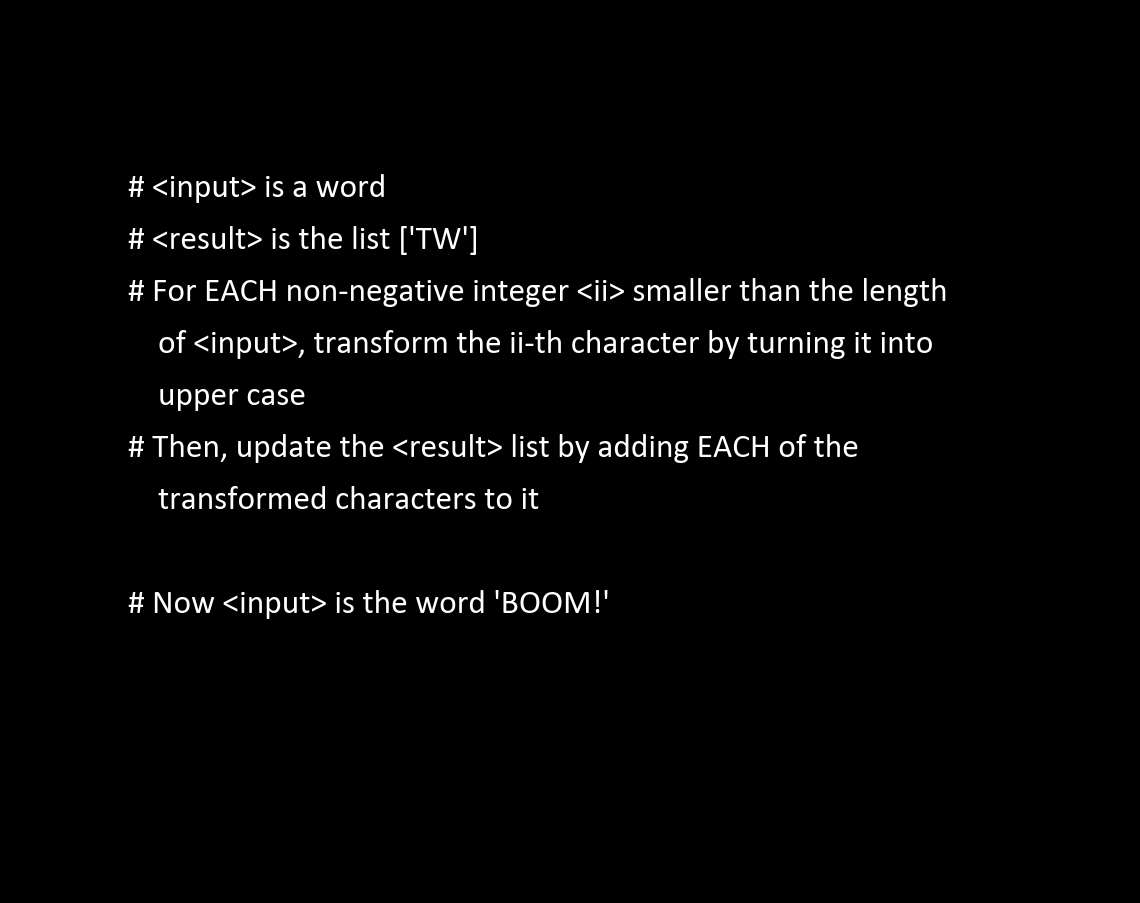 # <input> is a word
# <result> is the list ['TW']
# For EACH non-negative integer <ii> smaller than the length
of <input>, transform the ii-th character by turning it into
upper case
# Then, update the <result> list by adding EACH of the
transformed characters to it
# Now <input> is the word 'BOOM!'